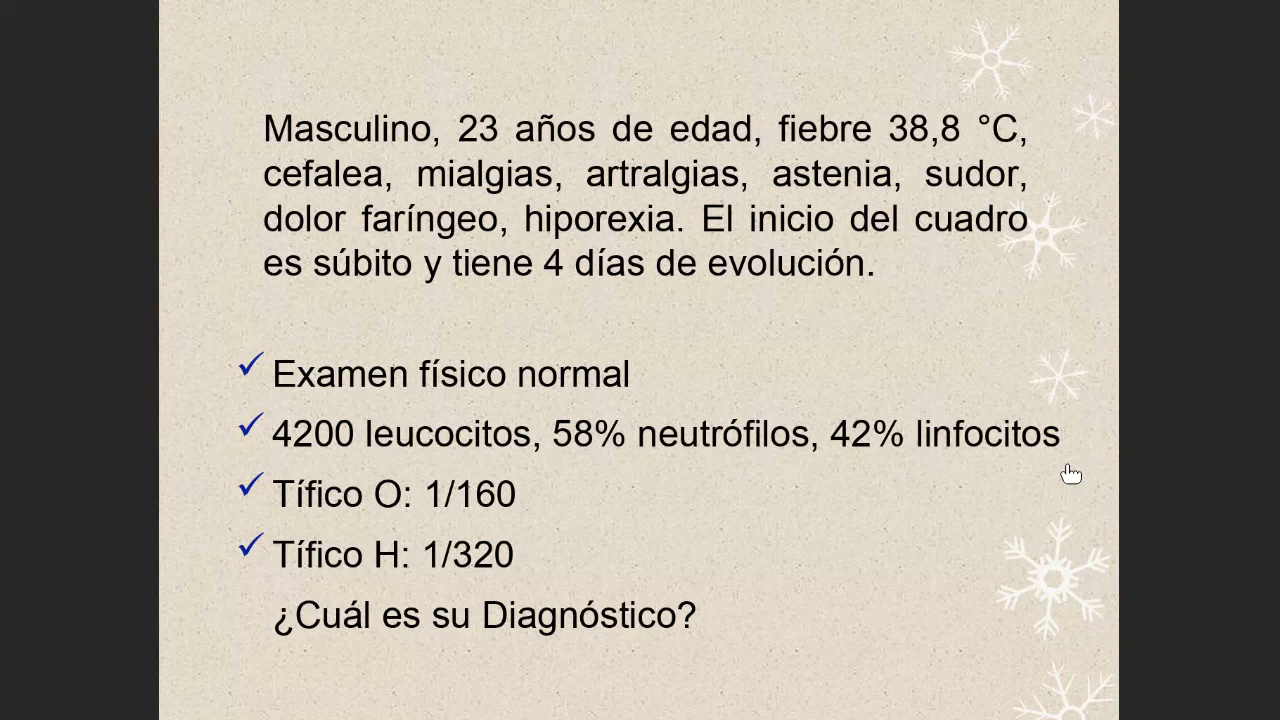 Masculino, 23 años de edad, fiebre 38,8 °C,
cefalea, mialgias, artralgias, astenia, sudor,
dolor faríngeo, hiporexia. El inicio del cuadro
es súbito y tiene 4 días de evolución.
Examen físico normal
4200 leucocitos, 58% neutrófilos, 42% linfocitos
Tífico O: 1/160
Tífico H: 1/320
¿Cuál es su Diagnóstico?